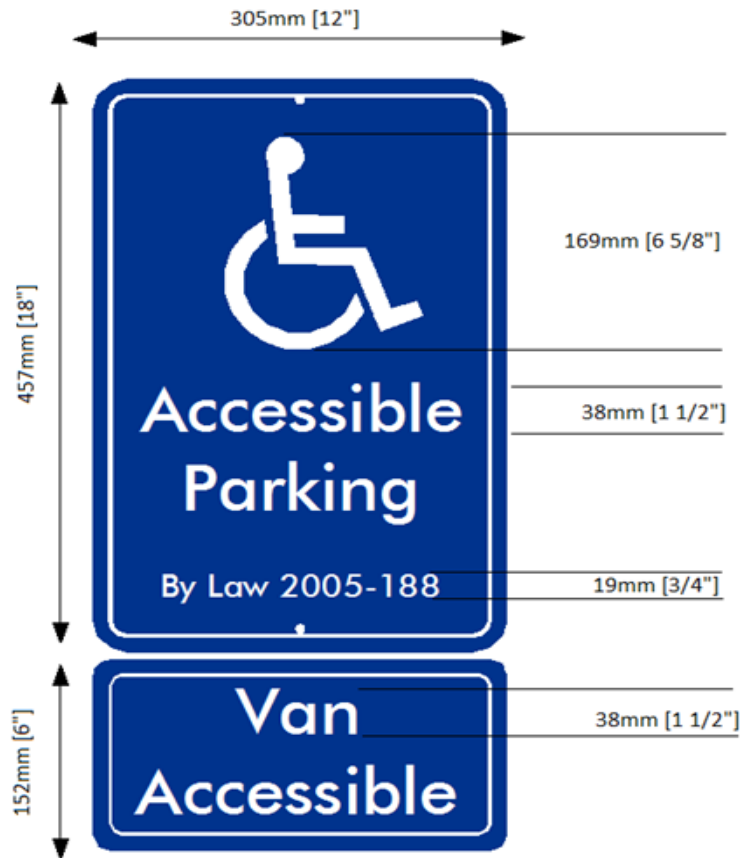 305mm [12"]
457mm [18"]
169mm [6 5/8"]
Accessible
38mm [1 1/2"]
Parking
By Law 2005-188
19mm [3/4"]
152mm [6"]
Van
38mm [1 1/2"]
Accessible